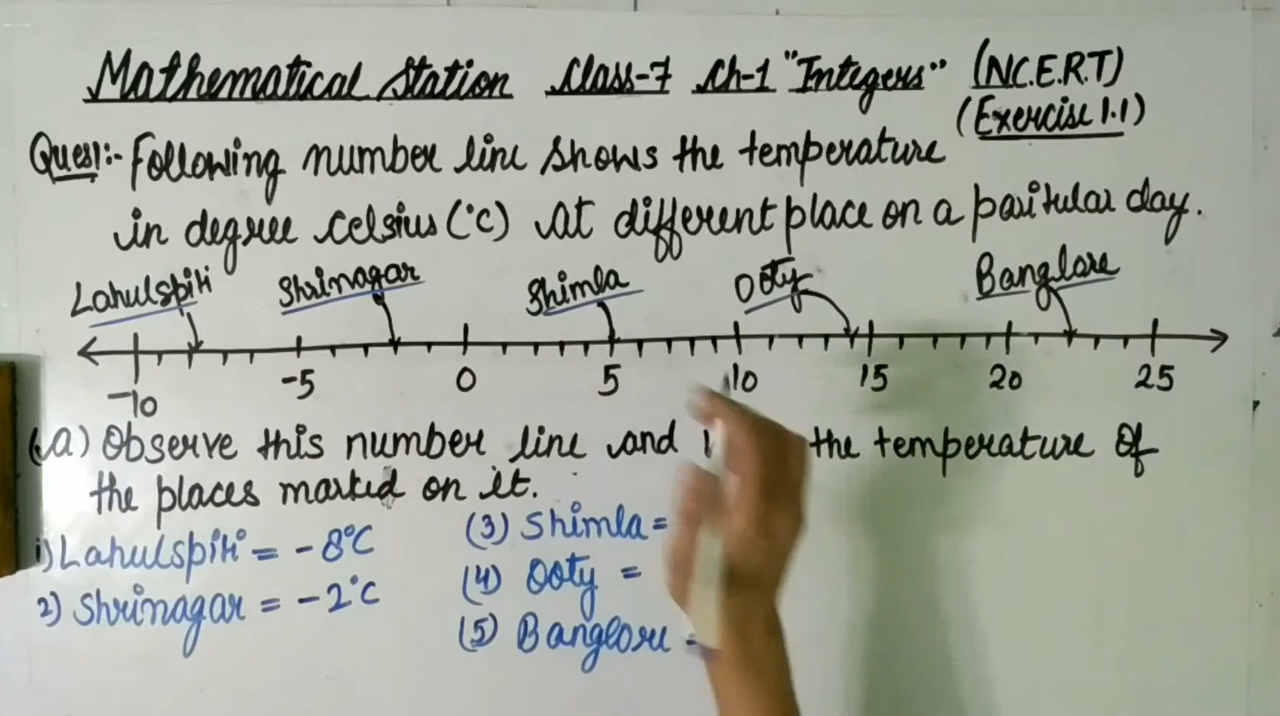 Mathematical Station Class-7 Ch-1 "Integers" (N.C.E.R.T)
(Exercise 1.1)
Ques1:- Following number line shows the temperature
in degree celsius (°C) at different place on a paritular day.
Lahulspiti Shrinagar Shimla Ooty Banglore
-10 -5 0 5 10 15 20 25
(a) Observe this number line and the temperature of
the places marked on it.
1) Lahulspiti = -8°C
2) Shrinagar = -2°C
(3) Shimla =
(4) Ooty =
(5) Banglore =